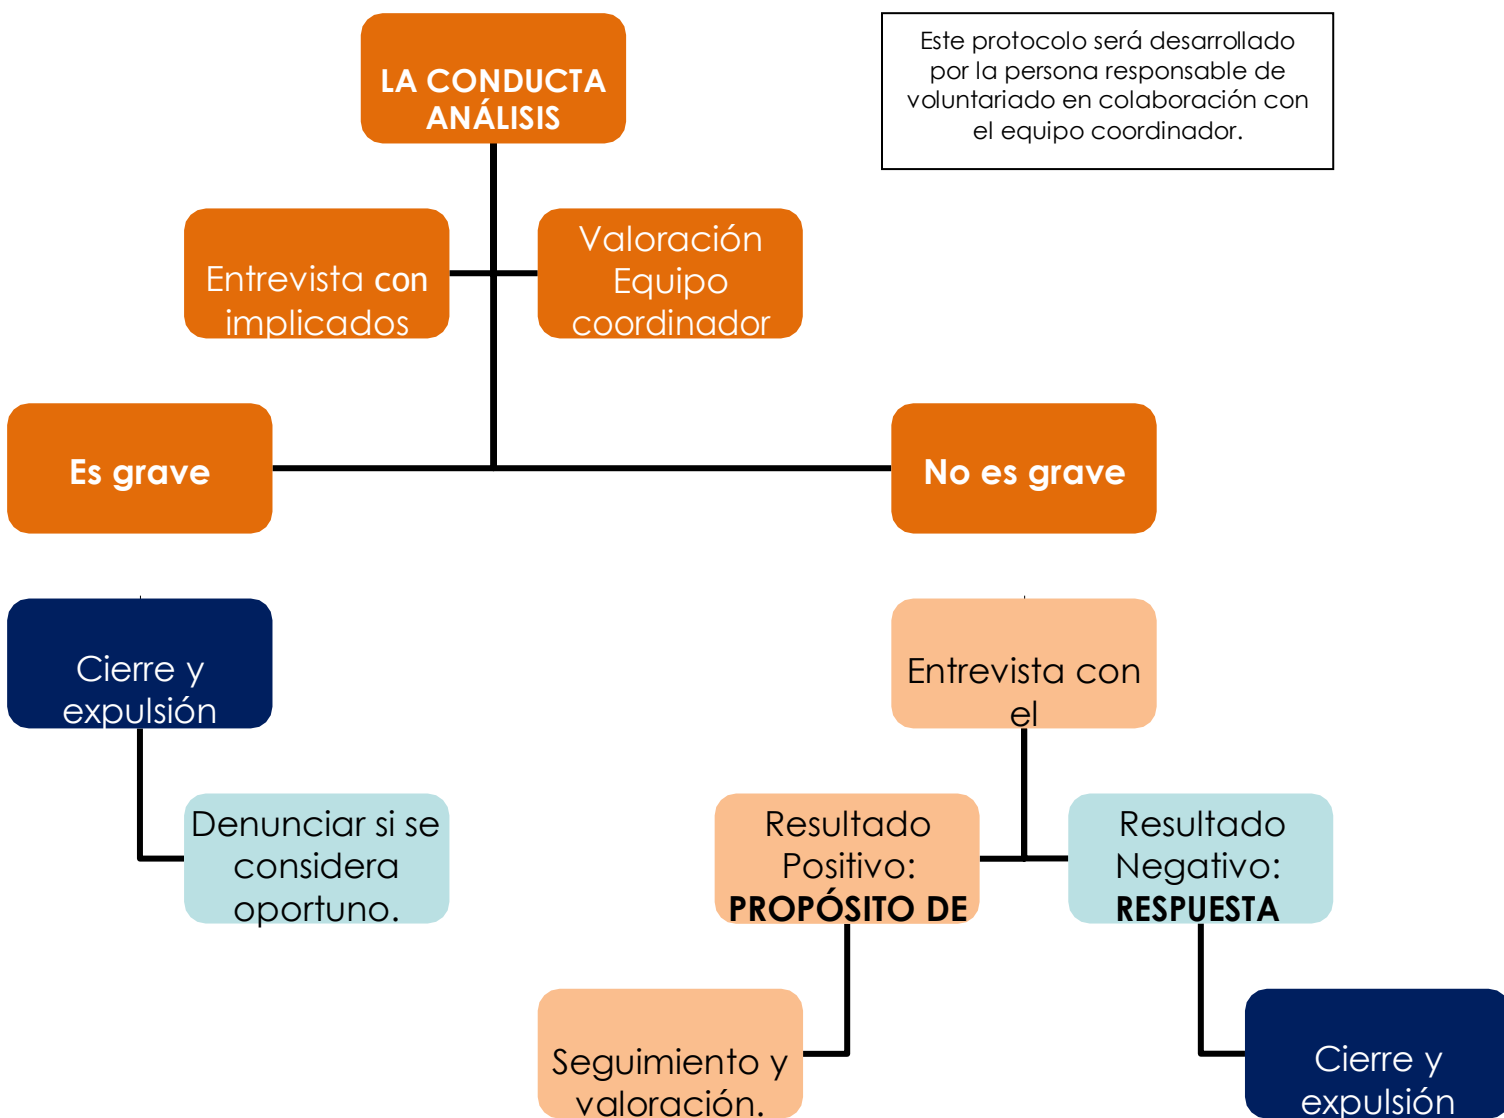 LA CONDUCTA
ANÁLISIS
Este protocolo será desarrollado
por la persona responsable de
voluntariado en colaboración con
el equipo coordinador.
Entrevista con
implicados
Valoración
Equipo
coordinador
Es grave
No es grave
Cierre y
expulsión
Entrevista con
el
Denunciar si se
considera
oportuno.
Resultado
Positivo:
PROPÓSITO DE
Resultado
Negativo:
RESPUESTA
Seguimiento y
valoración.
Cierre y
expulsión